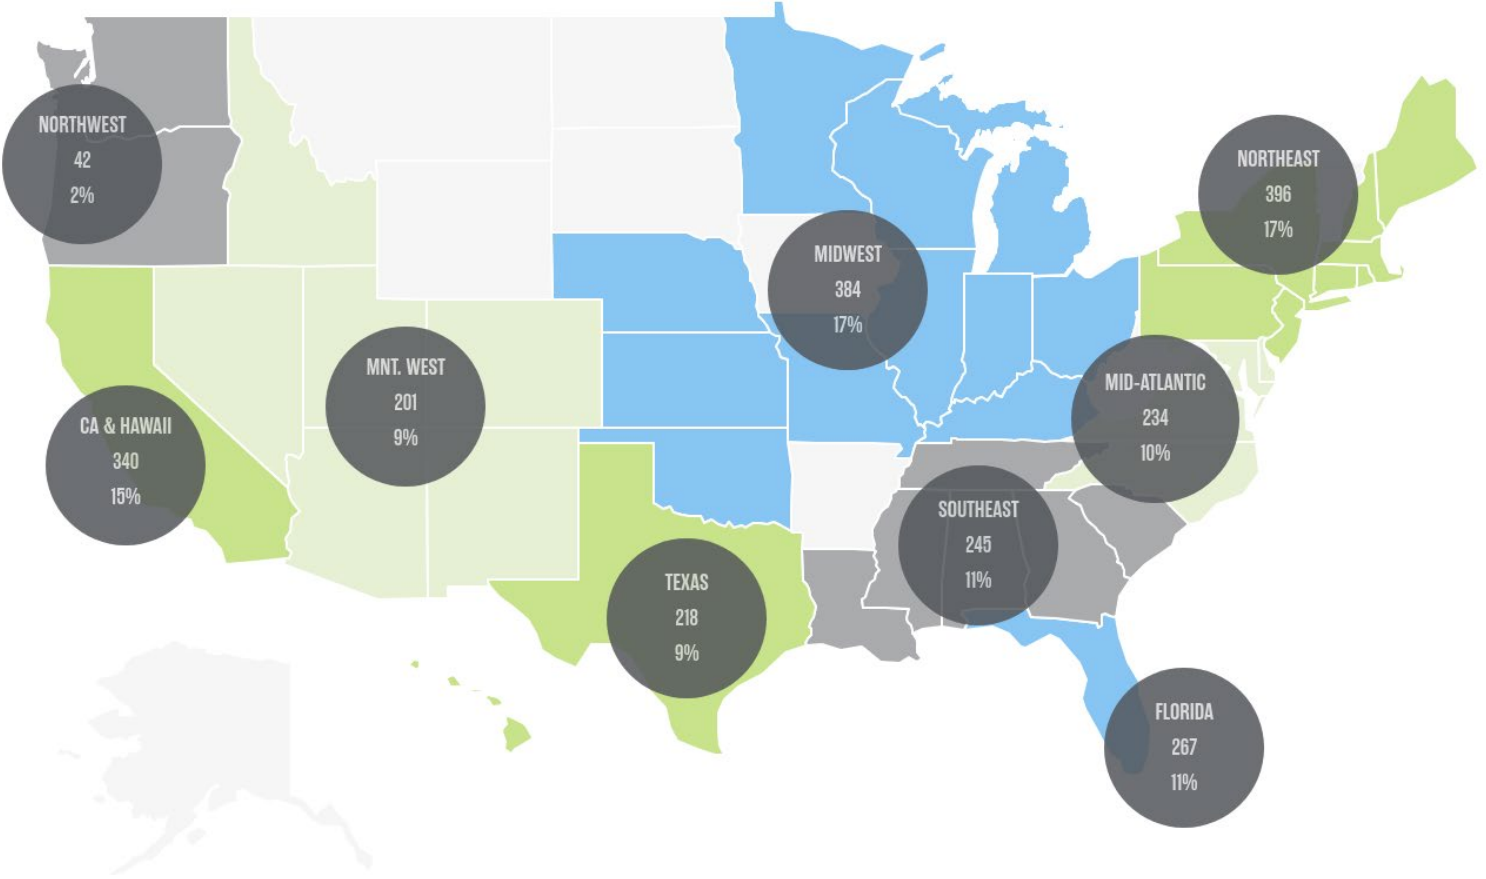 NORTHWEST
42
2%
NORTHEAST
396
17%
MIDWEST
384
17%
MNT. WEST
201
9%
MID-ATLANTIC
234
10%
CA & HAWAII
340
15%
SOUTHEAST
245
11%
TEXAS
218
9%
FLORIDA
267
11%